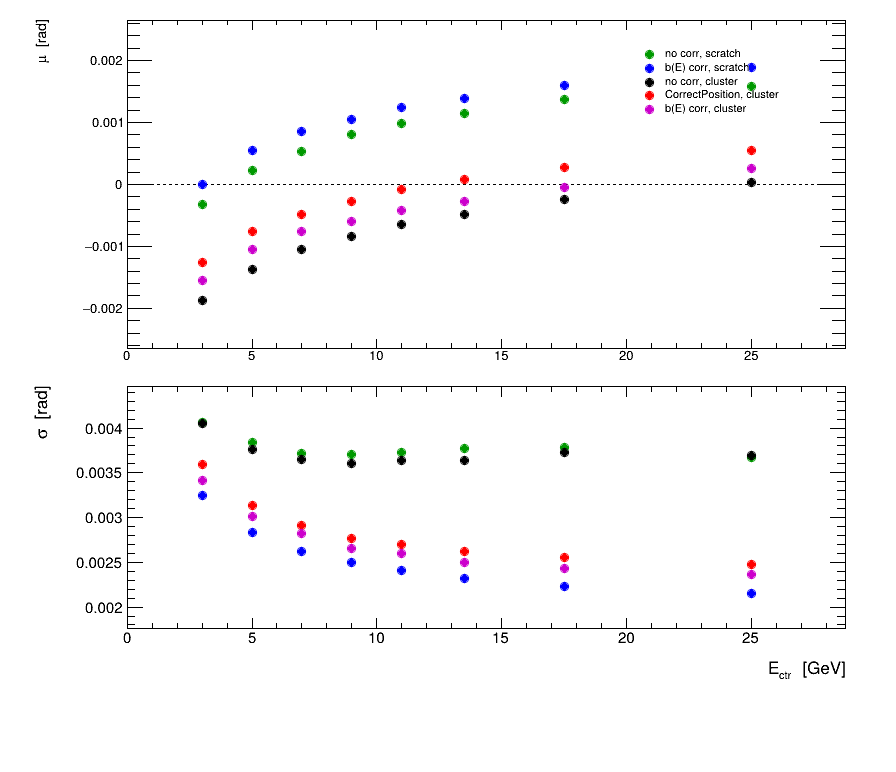 μ [rad]
0.002
0.001
0
−0.001
−0.002
no corr, scratch
b(E) corr, scratch
no corr, cluster
CorrectPosition, cluster
b(E) corr, cluster
0 5 10 15 20 25
σ [rad]
0.004
0.0035
0.003
0.0025
0.002
0 5 10 15 20 25
E_ctr [GeV]